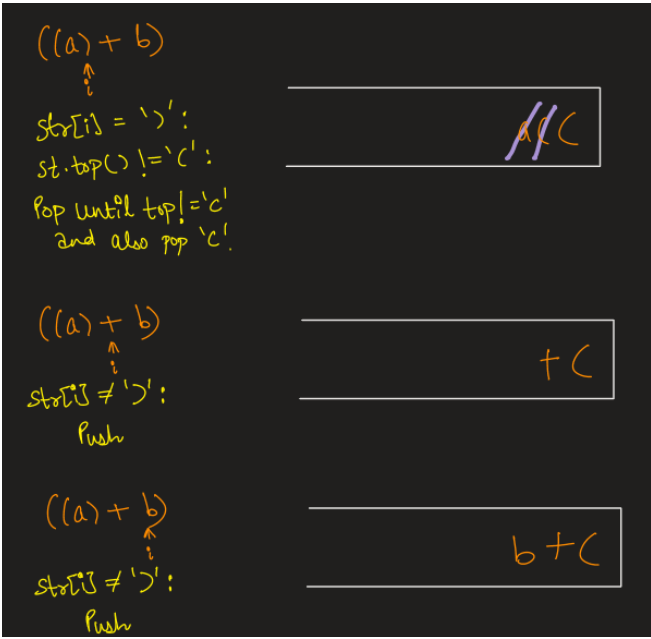 ((a) + b)
i
str[i] = ')':
st.top() != '(':
Pop until top != '('
and also pop '('.
a ( (
((a) + b)
i
str[i] ≠ ')':
Push
+ (
((a) + b)
i
str[i] ≠ ')':
Push
b + (